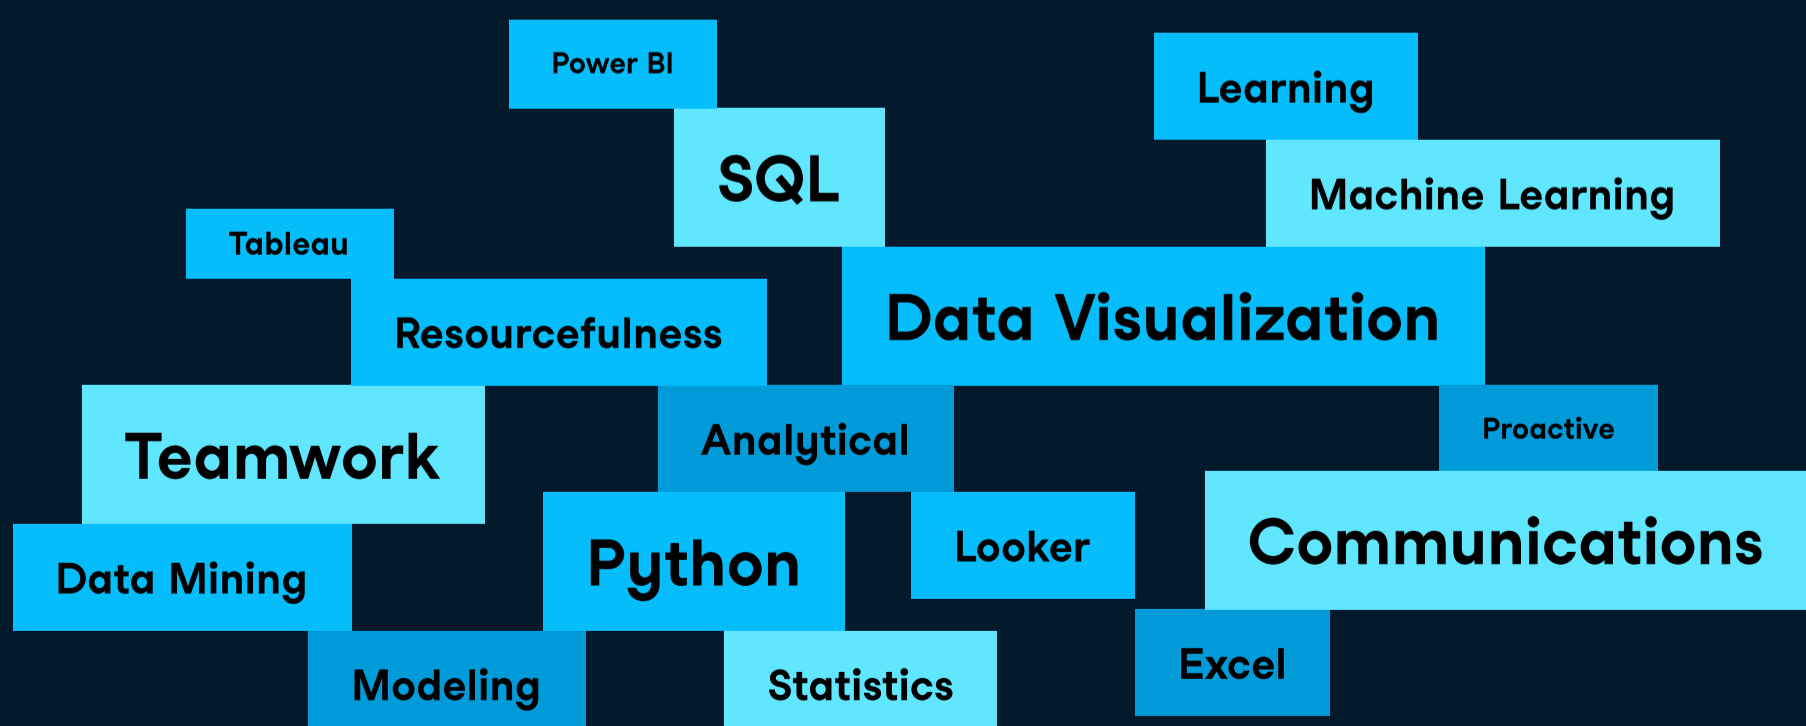 Power BI
Learning
SQL
Machine Learning
Tableau
Data Visualization
Resourcefulness
Proactive
Analytical
Teamwork
Communications
Looker
Python
Data Mining
Excel
Modeling
Statistics